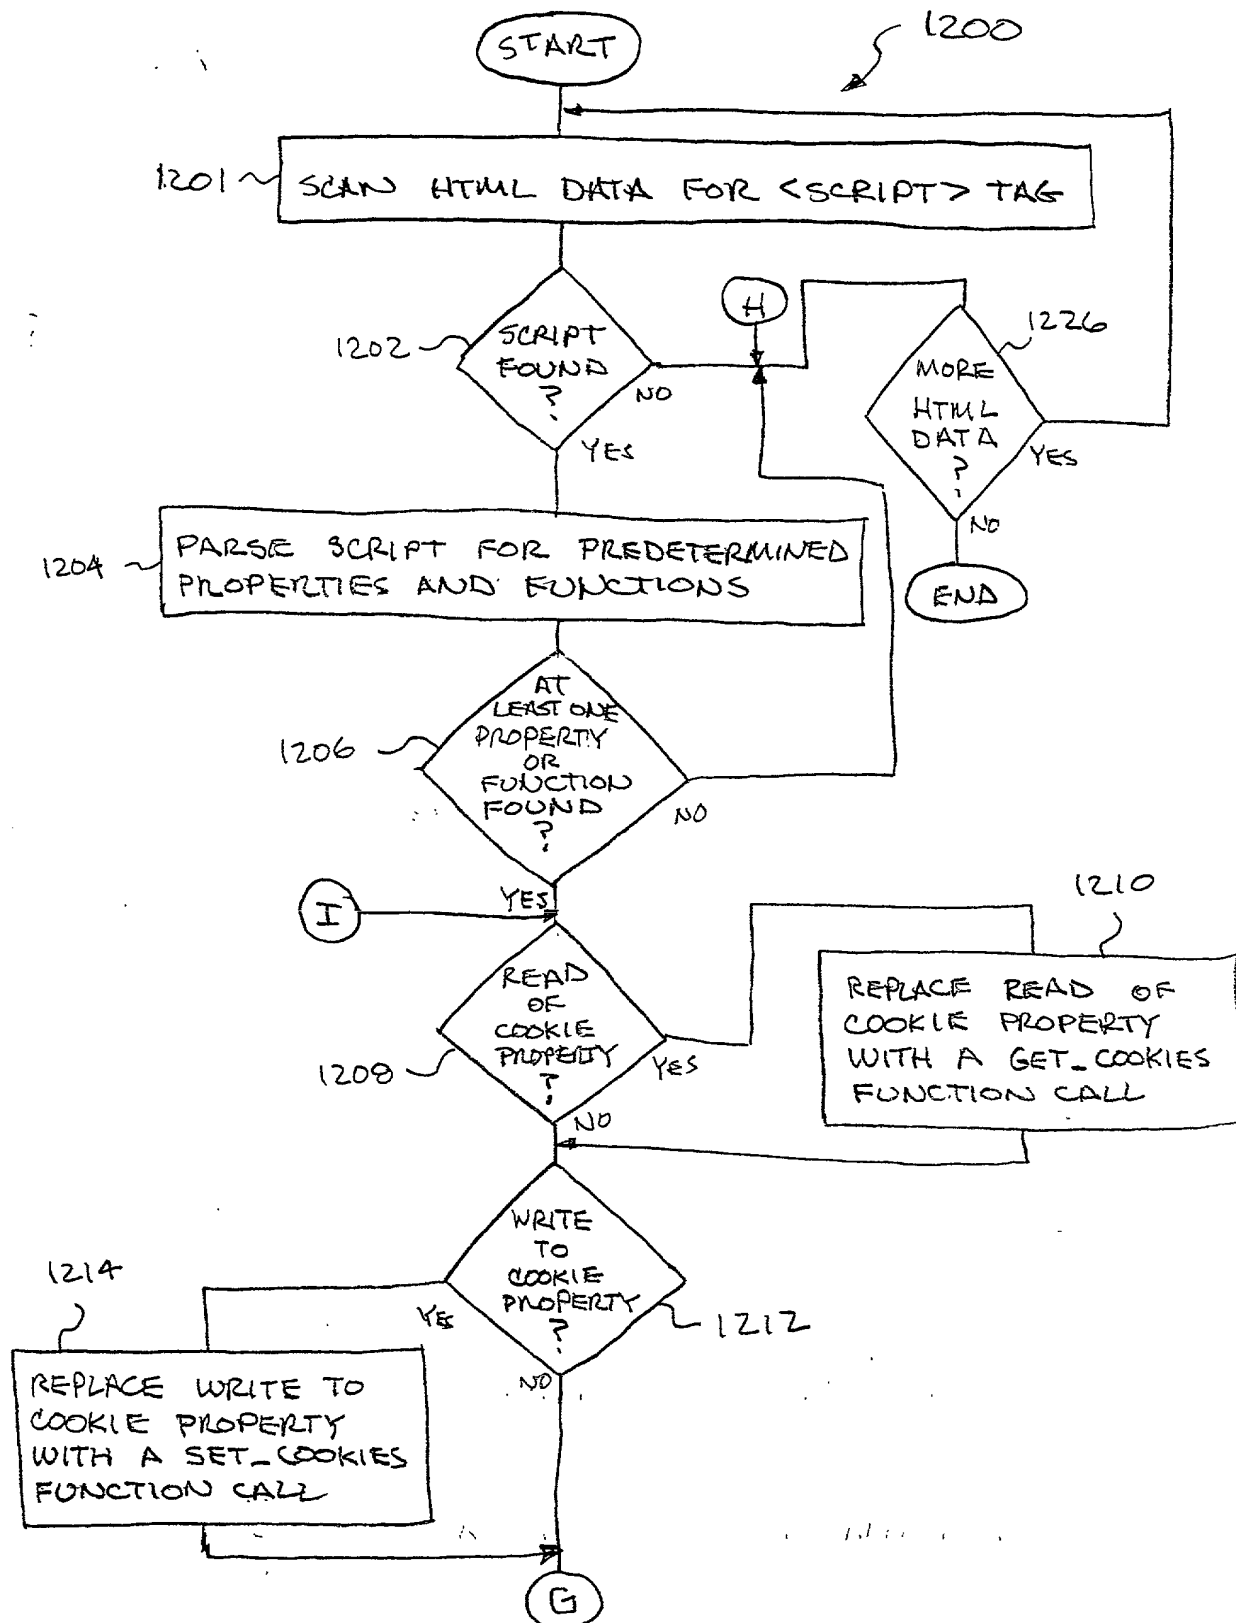 START
1200
1201
SCAN HTML DATA FOR <SCRIPT> TAG
1202
SCRIPT
FOUND
?
NO
YES
H
1226
MORE
HTML
DATA
?
YES
NO
END
1204
PARSE SCRIPT FOR PREDETERMINED
PROPERTIES AND FUNCTIONS
1206
AT
LEAST ONE
PROPERTY
OR
FUNCTION
FOUND
?
NO
YES
I
1208
READ
OF
COOKIE
PROPERTY
?
YES
NO
1210
REPLACE READ OF
COOKIE PROPERTY
WITH A GET_COOKIES
FUNCTION CALL
WRITE
TO
COOKIE
PROPERTY
?
1212
YES
NO
1214
REPLACE WRITE TO
COOKIE PROPERTY
WITH A SET_COOKIES
FUNCTION CALL
G